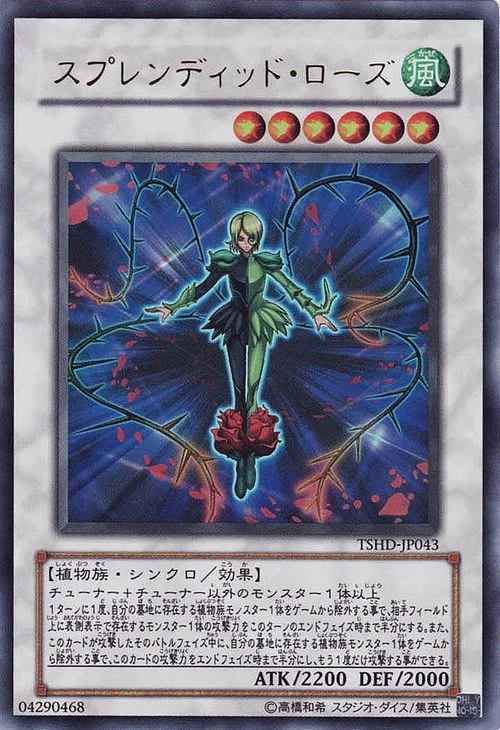 スプレンディッド・ローズ
風
TSHD-JP043
【植物族・シンクロ/効果】
チューナー+チューナー以外のモンスター1体以上
1ターンに1度、自分の墓地に存在する植物族モンスター1体をゲームから除外する事で、相手フィールド
上に表側表示で存在するモンスター1体の攻撃力をこのターンのエンドフェイズ時まで半分にする。また、
このカードが攻撃したそのバトルフェイズ中に、自分の墓地に存在する植物族モンスター1体をゲームか
ら除外する事で、このカードの攻撃力をエンドフェイズ時まで半分にし、もう1度だけ攻撃する事ができる。
ATK/2200 DEF/2000
04290468
©高橋和希 スタジオ・ダイス/集英社